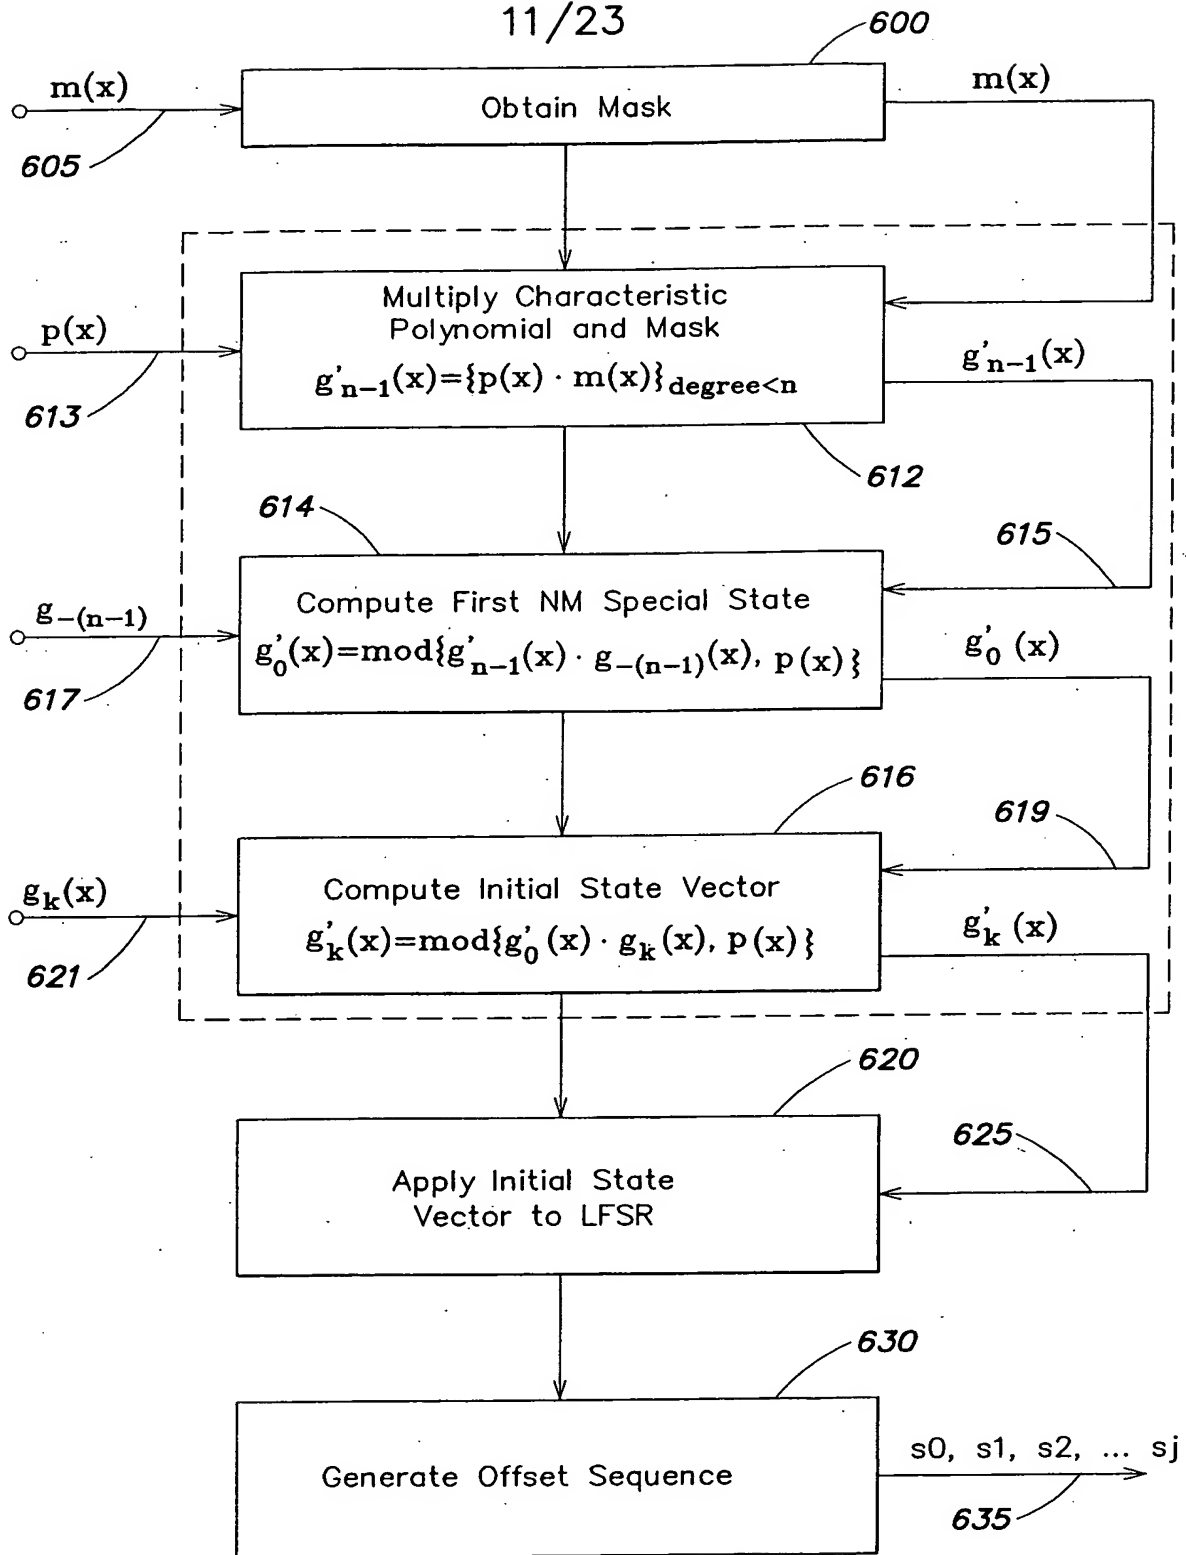 11/23
600
m(x)
Obtain Mask
m(x)
605
Multiply Characteristic
Polynomial and Mask
g'n−1(x)={p(x) · m(x)}degree<n
p(x)
613
g'n−1(x)
612
614
615
g−(n−1)
Compute First NM Special State
g'0(x)=mod{g'n−1(x) · g−(n−1)(x), p(x)}
g'0 (x)
617
616
619
gk(x)
Compute Initial State Vector
g'k(x)=mod{g'0 (x) · gk(x), p(x)}
g'k (x)
621
620
625
Apply Initial State
Vector to LFSR
630
Generate Offset Sequence
s0, s1, s2, ... sj
635